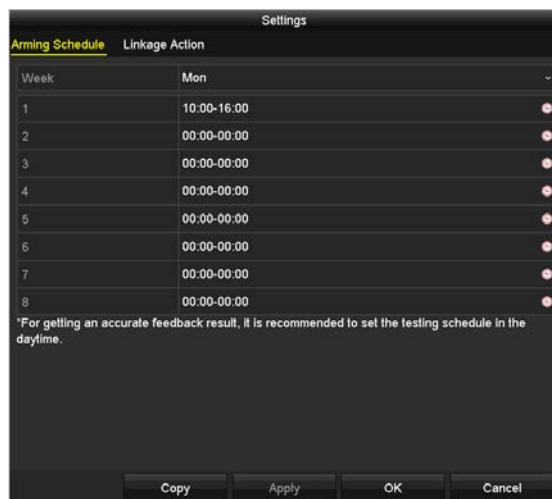 Settings
Arming Schedule Linkage Action
Week Mon
1 10:00-16:00
2 00:00-00:00
3 00:00-00:00
4 00:00-00:00
5 00:00-00:00
6 00:00-00:00
7 00:00-00:00
8 00:00-00:00
*For getting an accurate feedback result, it is recommended to set the testing schedule in the
daytime.
Copy Apply OK Cancel